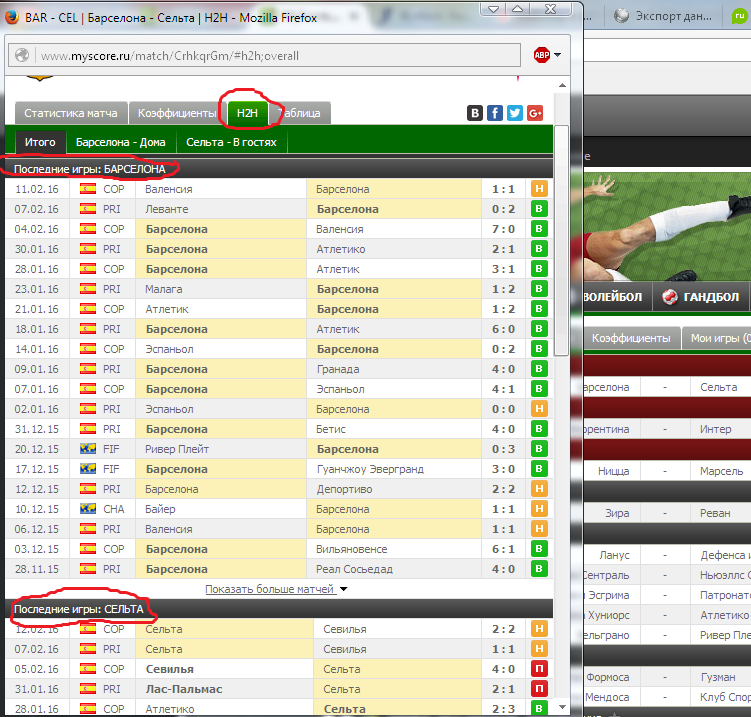 BAR - CEL | Барселона - Сельта | H2H - Mozilla Firefox
Экспорт дан...
ru
www.myscore.ru/match/CrhkqrGm/#h2h;overall
ABP
Статистика матча Коэффициенты H2H Таблица
Итого Барселона - Дома Сельта - В гостях
Последние игры: БАРСЕЛОНА
11.02.16 COP Валенсия Барселона 1 : 1 Н
07.02.16 PRI Леванте Барселона 0 : 2 В
04.02.16 COP Барселона Валенсия 7 : 0 В
30.01.16 PRI Барселона Атлетико 2 : 1 В
28.01.16 COP Барселона Атлетик 3 : 1 В
23.01.16 PRI Малага Барселона 1 : 2 В
21.01.16 COP Атлетик Барселона 1 : 2 В
18.01.16 PRI Барселона Атлетик 6 : 0 В
14.01.16 COP Эспаньол Барселона 0 : 2 В
09.01.16 PRI Барселона Гранада 4 : 0 В
07.01.16 COP Барселона Эспаньол 4 : 1 В
02.01.16 PRI Эспаньол Барселона 0 : 0 Н
31.12.15 PRI Барселона Бетис 4 : 0 В
20.12.15 FIF Ривер Плейт Барселона 0 : 3 В
17.12.15 FIF Барселона Гуанчжоу Эвергранд 3 : 0 В
12.12.15 PRI Барселона Депортиво 2 : 2 Н
10.12.15 CHA Байер Барселона 1 : 1 Н
06.12.15 PRI Валенсия Барселона 1 : 1 Н
03.12.15 COP Барселона Вильяновенсе 6 : 1 В
28.11.15 PRI Барселона Реал Сосьедад 4 : 0 В
Показать больше матчей
Последние игры: СЕЛЬТА
12.02.16 COP Сельта Севилья 2 : 2 Н
07.02.16 PRI Сельта Севилья 1 : 1 Н
05.02.16 COP Севилья Сельта 4 : 0 П
31.01.16 PRI Лас-Пальмас Сельта 2 : 1 П
28.01.16 COP Атлетико Сельта 2 : 3 В
е
ВОЛЕЙБОЛ ГАНДБОЛ
Коэффициенты Мои игры (0
арселона - Сельта
орентина - Интер
Ницца - Марсель
Зира - Реван
Ланус - Дефенса и
Сентраль - Ньюэллс
Эсгрима - Патронат
Хуниорс - Атлетико
ельграно - Ривер Пле
Формоса - Гузман
Мендоса - Клуб Спор